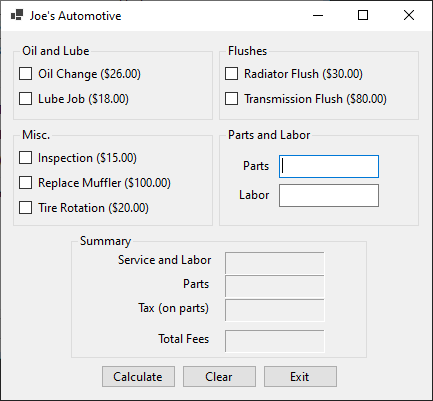 Joe's Automotive
Oil and Lube
Oil Change ($26.00)
Lube Job ($18.00)
Flushes
Radiator Flush ($30.00)
Transmission Flush ($80.00)
Misc.
Inspection ($15.00)
Replace Muffler ($100.00)
Tire Rotation ($20.00)
Parts and Labor
Parts
Labor
Summary
Service and Labor
Parts
Tax (on parts)
Total Fees
Calculate Clear Exit